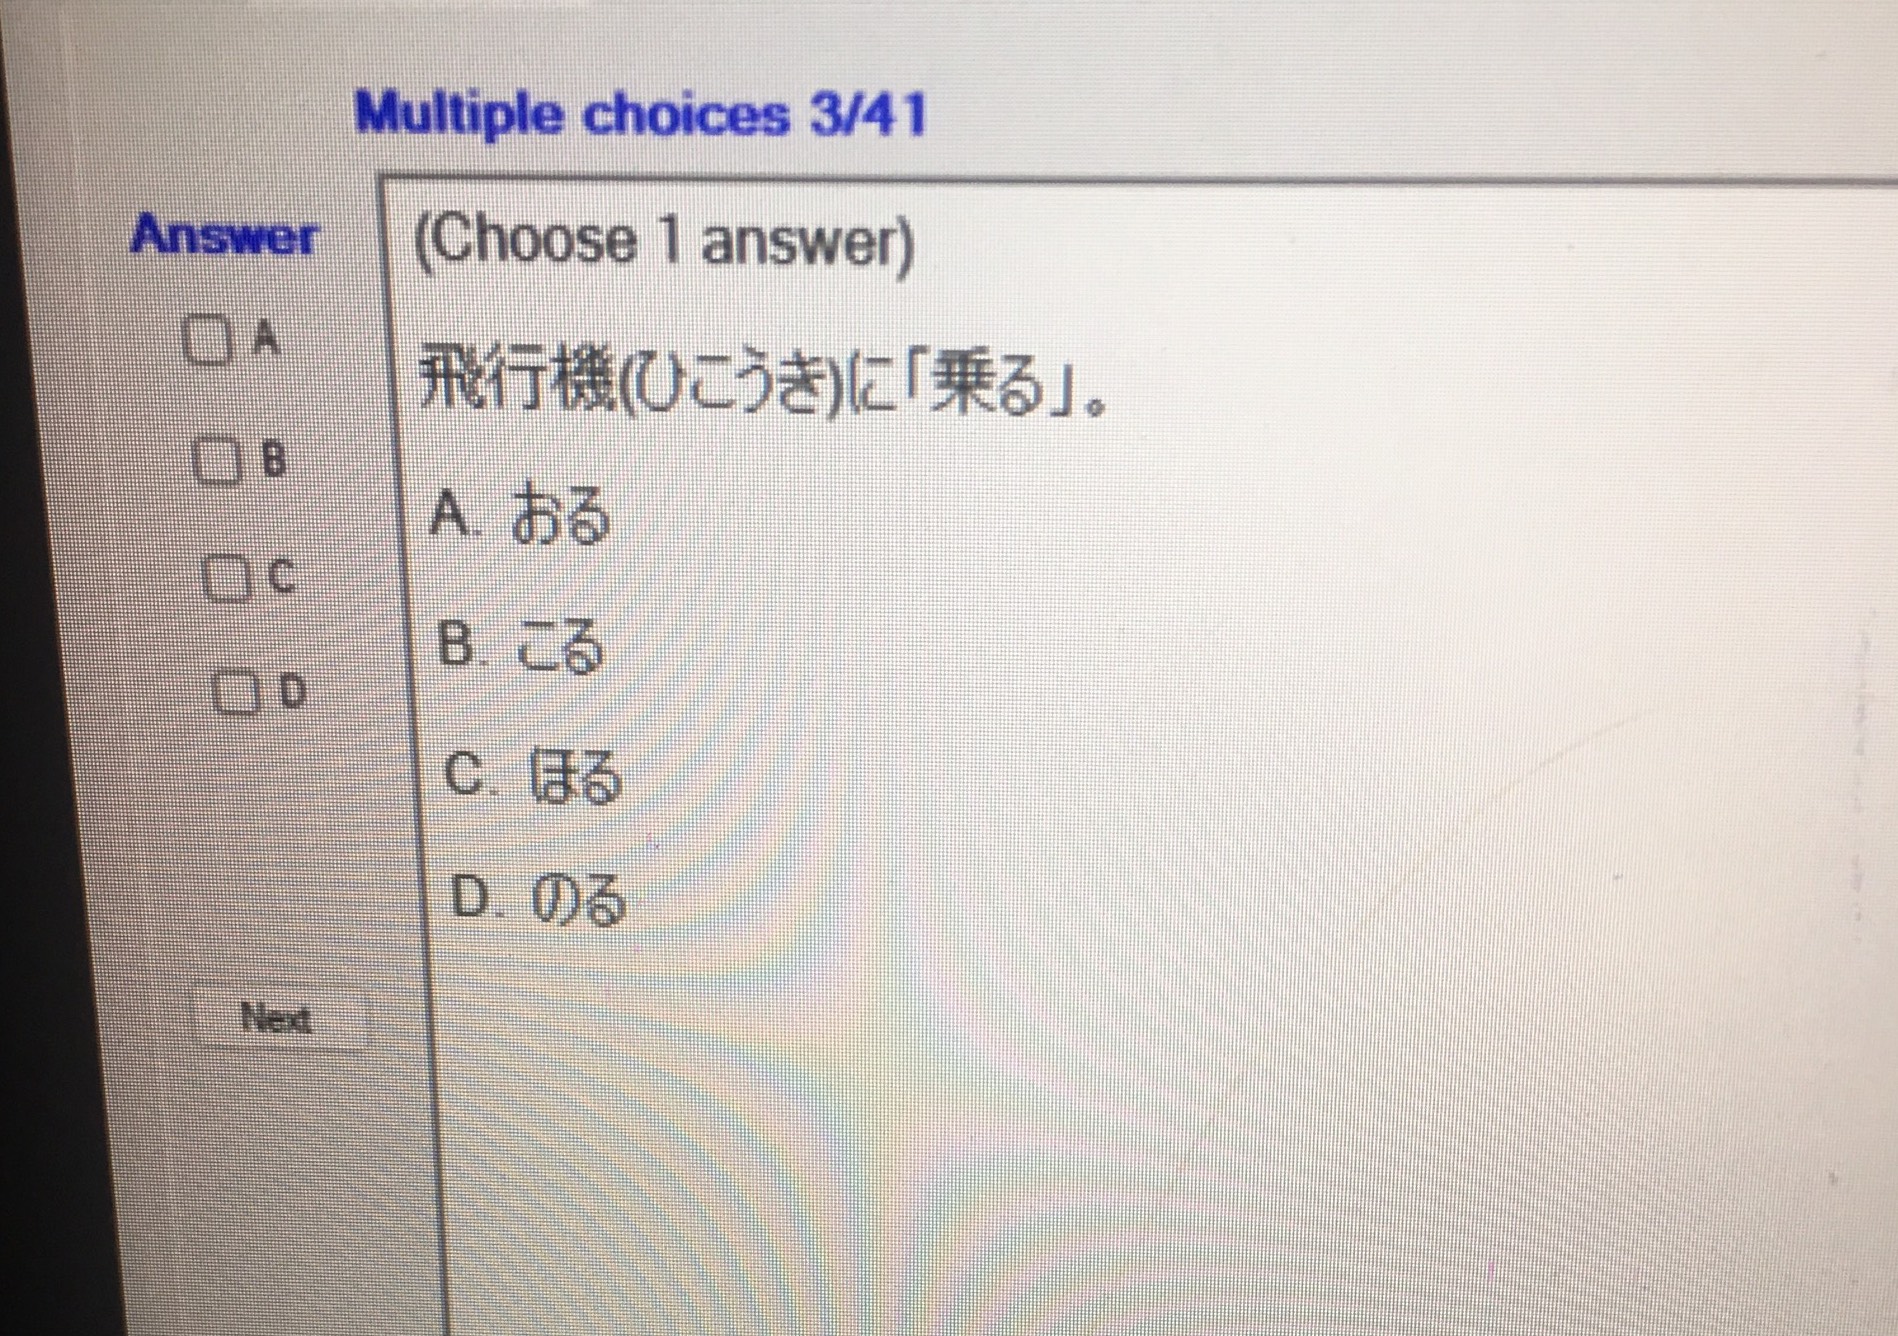 Multiple choices 3/41
Answer
A
B
C
D
Next
(Choose 1 answer)
飛行機(ひこうき)に「乗る」。
A. おる
B. こる
C. ほる
D. のる